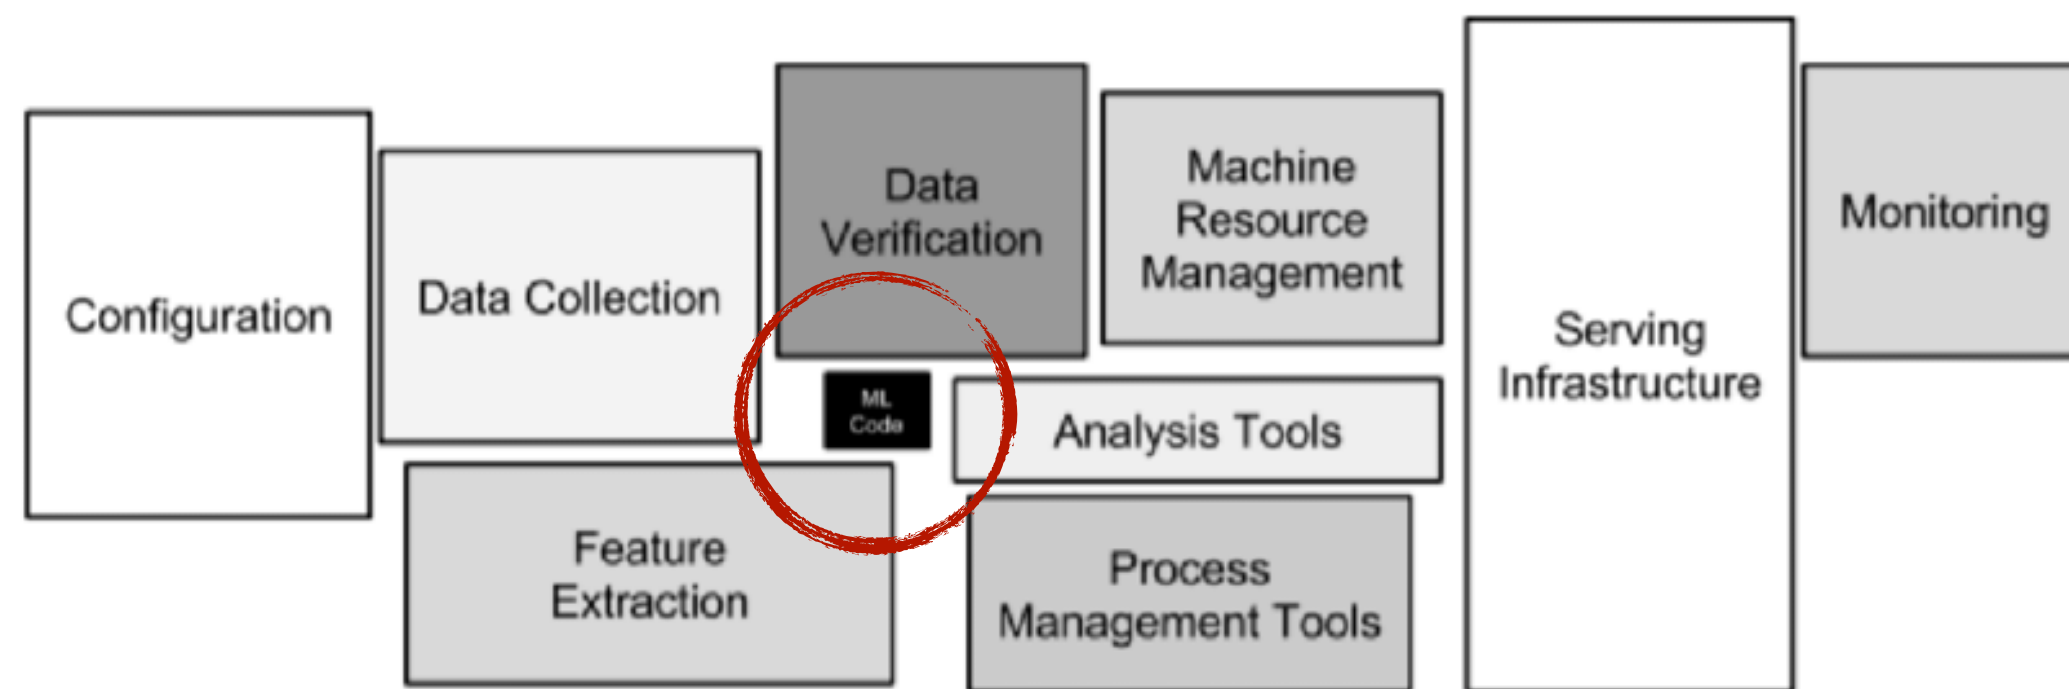 Configuration
Data Collection
Data
Verification
Machine
Resource
Management
Monitoring
Serving
Infrastructure
ML
Code
Analysis Tools
Feature
Extraction
Process
Management Tools